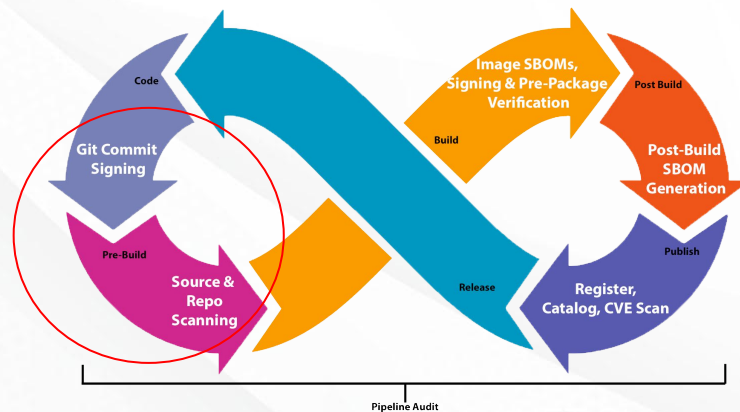 Code
Git Commit
Signing
Pre-Build
Source &
Repo
Scanning
Build
Image SBOMs,
Signing & Pre-Package
Verification
Post Build
Post-Build
SBOM
Generation
Publish
Register,
Catalog, CVE Scan
Release
Pipeline Audit